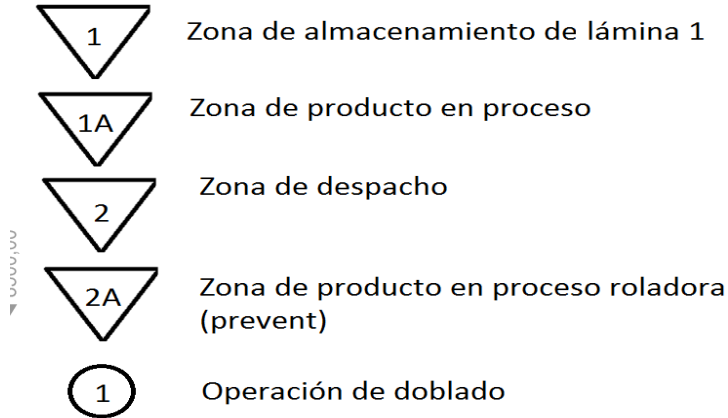 1 Zona de almacenamiento de lámina 1
1A Zona de producto en proceso
2 Zona de despacho
2A Zona de producto en proceso roladora
(prevent)
1 Operación de doblado